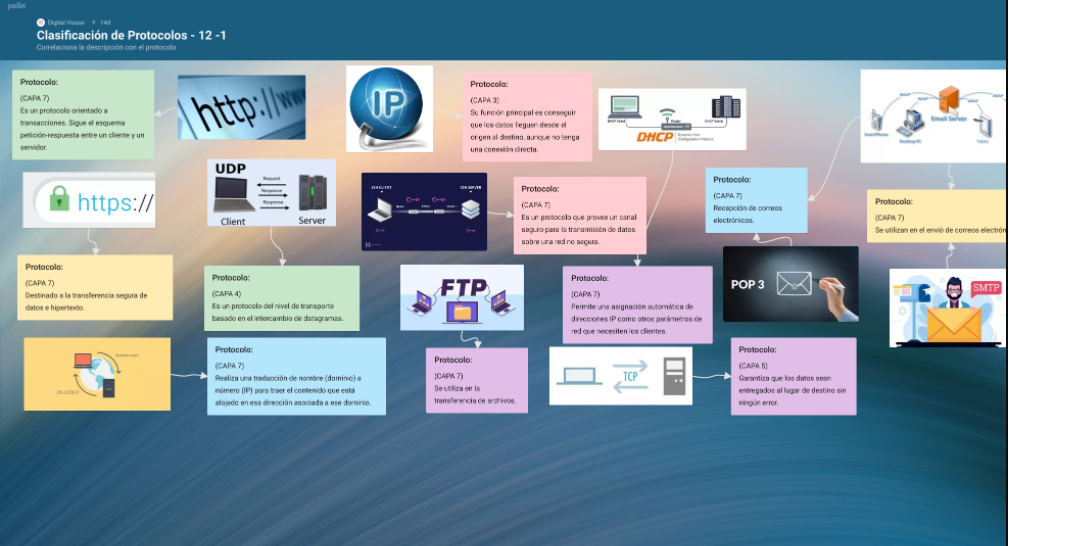 padlet
Digital House • 14d
Clasificación de Protocolos - 12 -1
Correlaciona la descripción con el protocolo
Protocolo:
(CAPA 7)
Es un protocolo orientado a
transacciones. Sigue el esquema
petición-respuesta entre un cliente y un
servidor.
http://www
IP
Protocolo:
(CAPA 3)
Su función principal es conseguir
que los datos lleguen desde el
origen al destino, aunque no tenga
una conexión directa.
DHCP
Email Server
Desktop PC
Tablet
https://
UDP
Request
Response
Response
Client
Server
SSH CLIENT
SSH SERVER
Protocolo:
(CAPA 7)
Es un protocolo que provee un canal
seguro para la transmisión de datos
sobre una red no segura.
Protocolo:
(CAPA 7)
Recepción de correos
electrónicos.
Protocolo:
(CAPA 7)
Se utilizan en el envió de correos electrón
Protocolo:
(CAPA 7)
Destinado a la transferencia segura de
datos e hipertexto.
Protocolo:
(CAPA 4)
Es un protocolo del nivel de transporte
basado en el intercambio de datagramas.
FTP
Protocolo:
(CAPA 7)
Permite una asignación automática de
direcciones IP como otros parámetros de
red que necesiten los clientes.
POP 3
SMTP
Protocolo:
(CAPA 7)
Realiza una traducción de nombre (dominio) a
número (IP) para traer el contenido que está
alojado en esa dirección asociada a ese dominio.
Protocolo:
(CAPA 7)
Se utiliza en la
transferencia de archivos.
TCP
Protocolo:
(CAPA 5)
Garantiza que los datos sean
entregados al lugar de destino sin
ningún error.